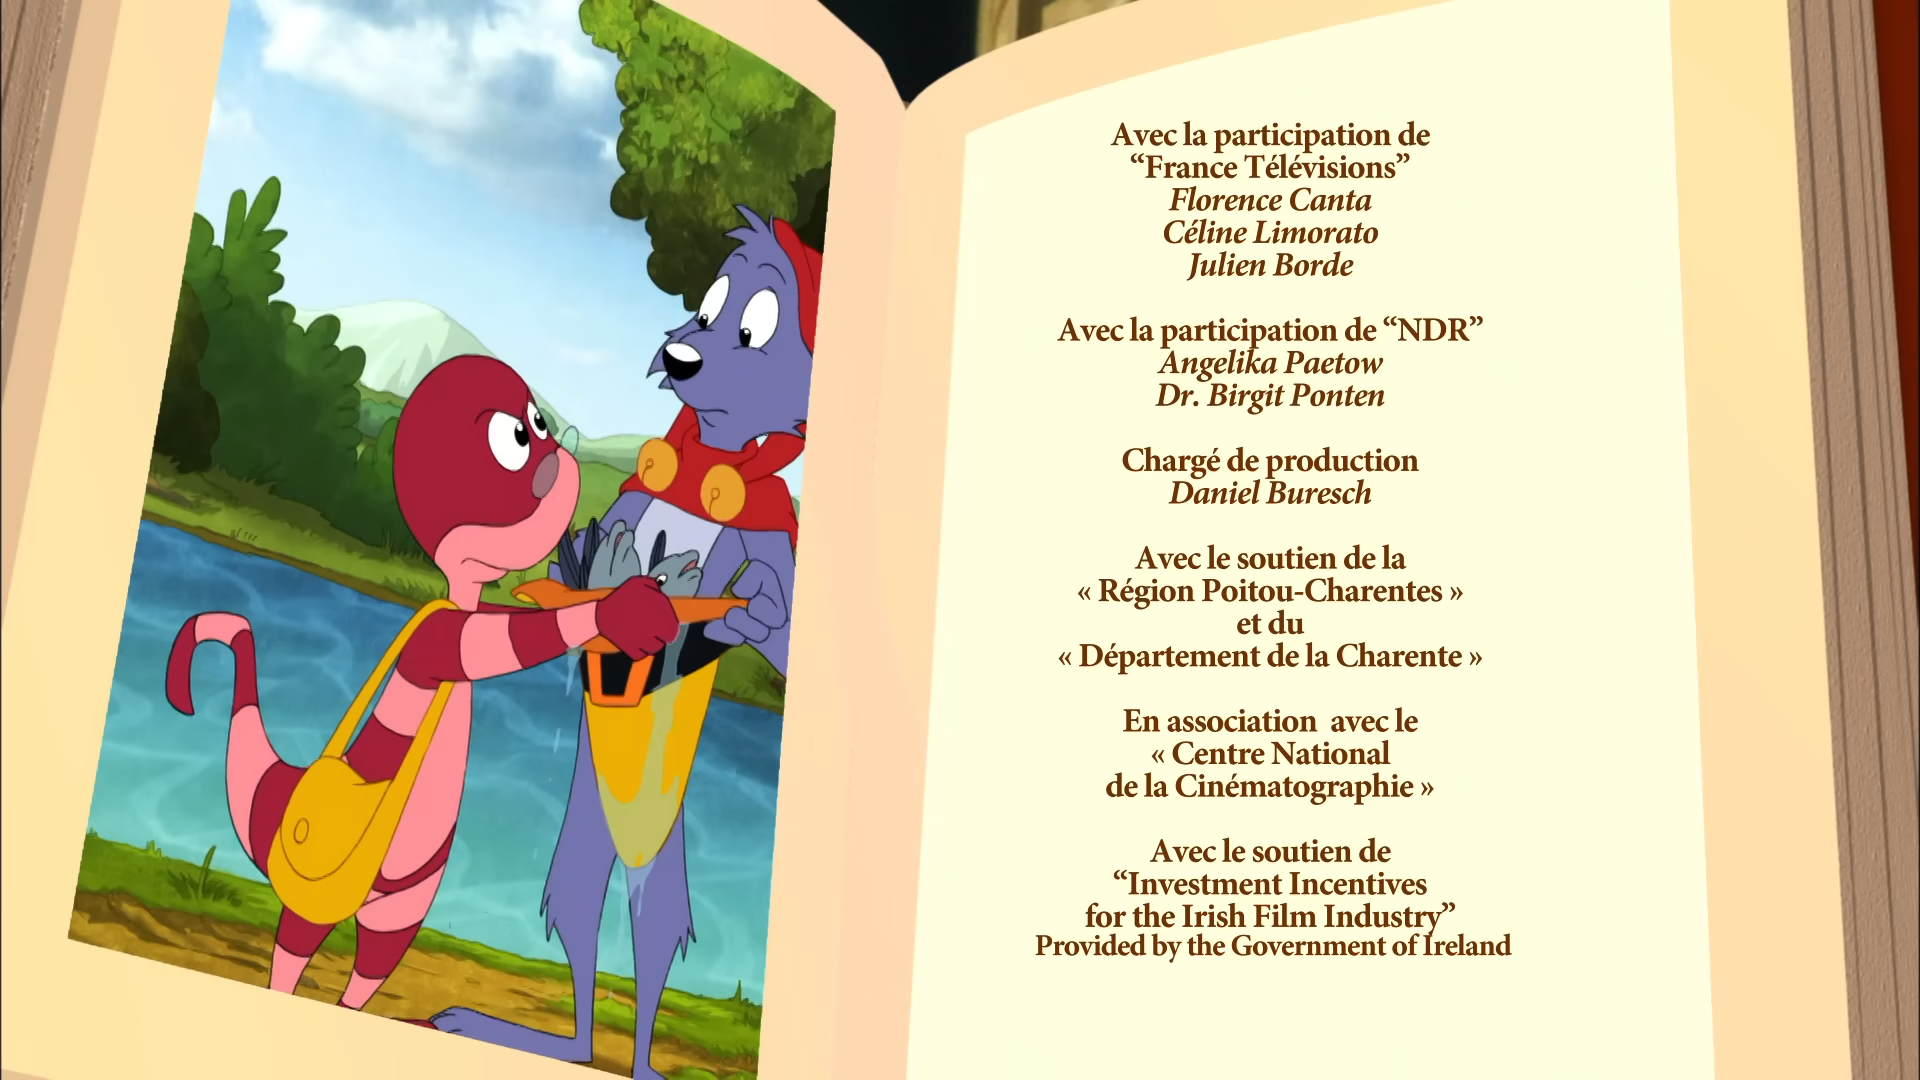 Avec la participation de
“France Télévisions”
Florence Canta
Céline Limorato
Julien Borde
Avec la participation de “NDR”
Angelika Paetow
Dr. Birgit Ponten
Chargé de production
Daniel Buresch
Avec le soutien de la
« Région Poitou-Charentes »
et du
« Département de la Charente »
En association  avec le
« Centre National
de la Cinématographie »
Avec le soutien de
“Investment Incentives
for the Irish Film Industry”
Provided by the Government of Ireland